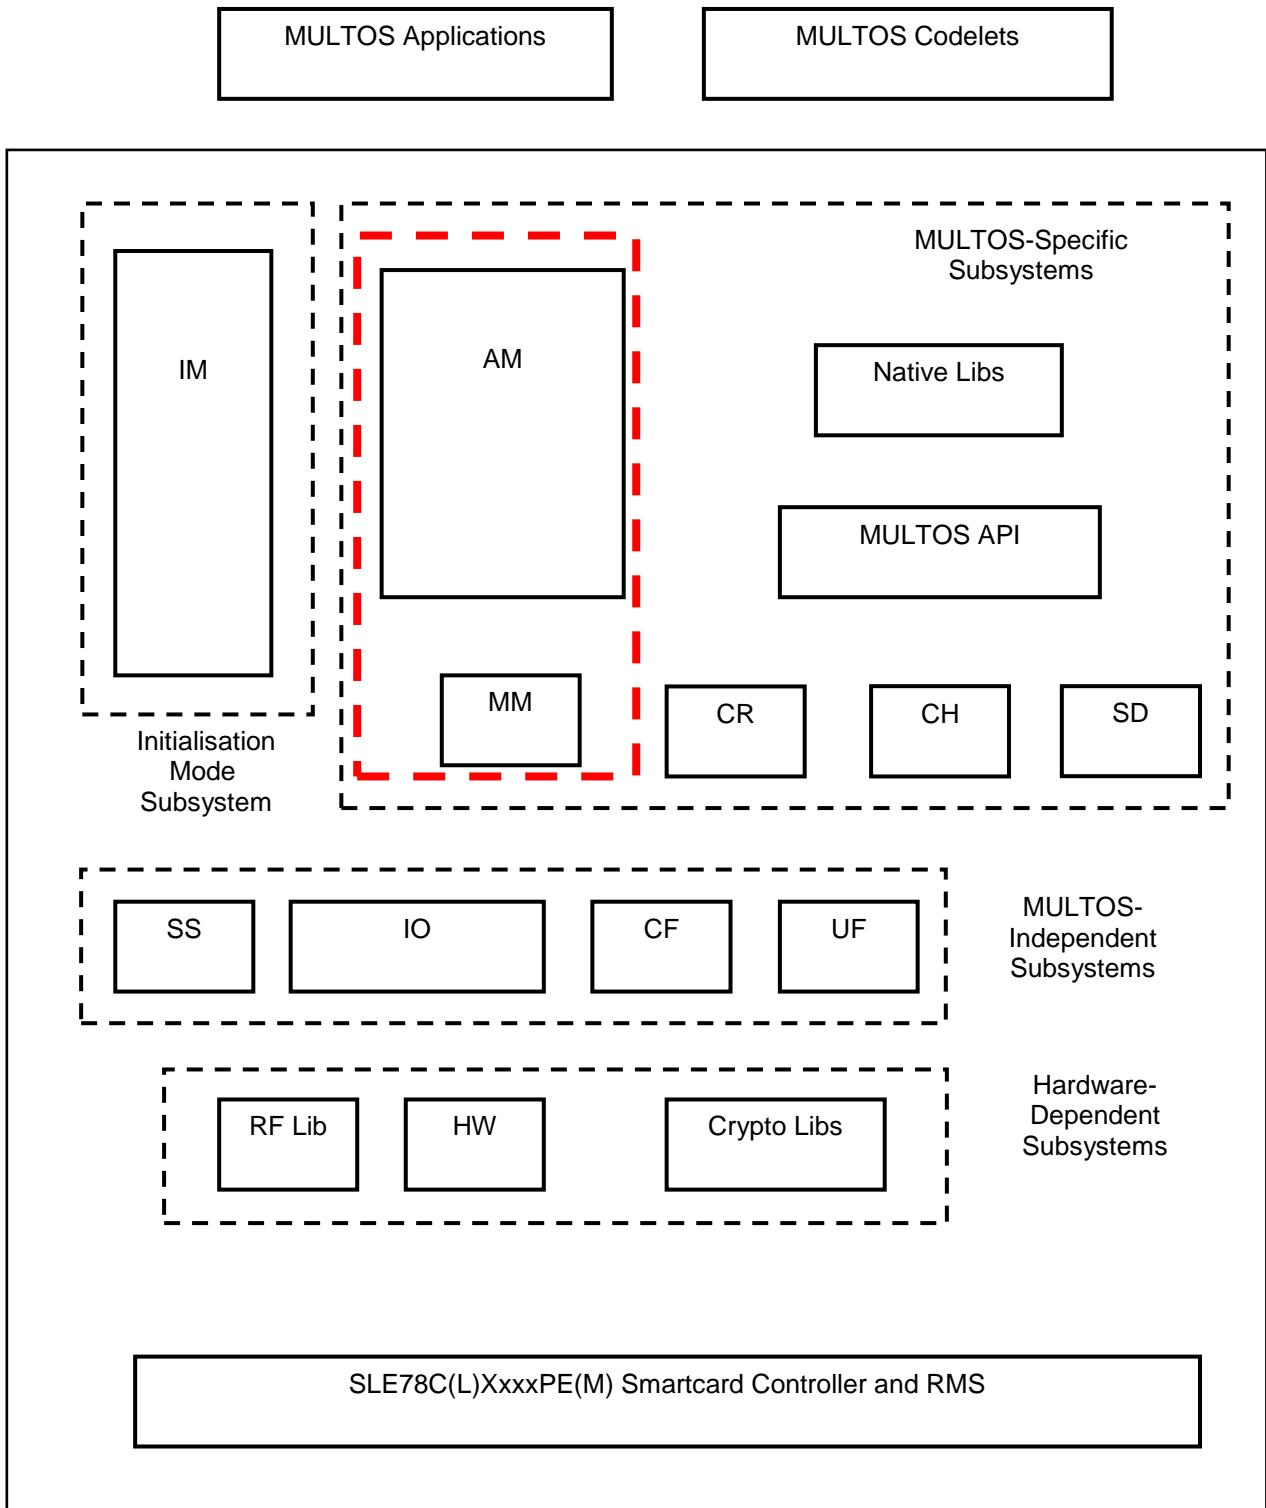 MULTOS Applications
MULTOS Codelets
MULTOS-Specific
Subsystems
IM
AM
Native Libs
MULTOS API
MM
CR
CH
SD
Initialisation
Mode
Subsystem
SS
IO
CF
UF
MULTOS-
Independent
Subsystems
RF Lib
HW
Crypto Libs
Hardware-
Dependent
Subsystems
SLE78C(L)XxxxPE(M) Smartcard Controller and RMS